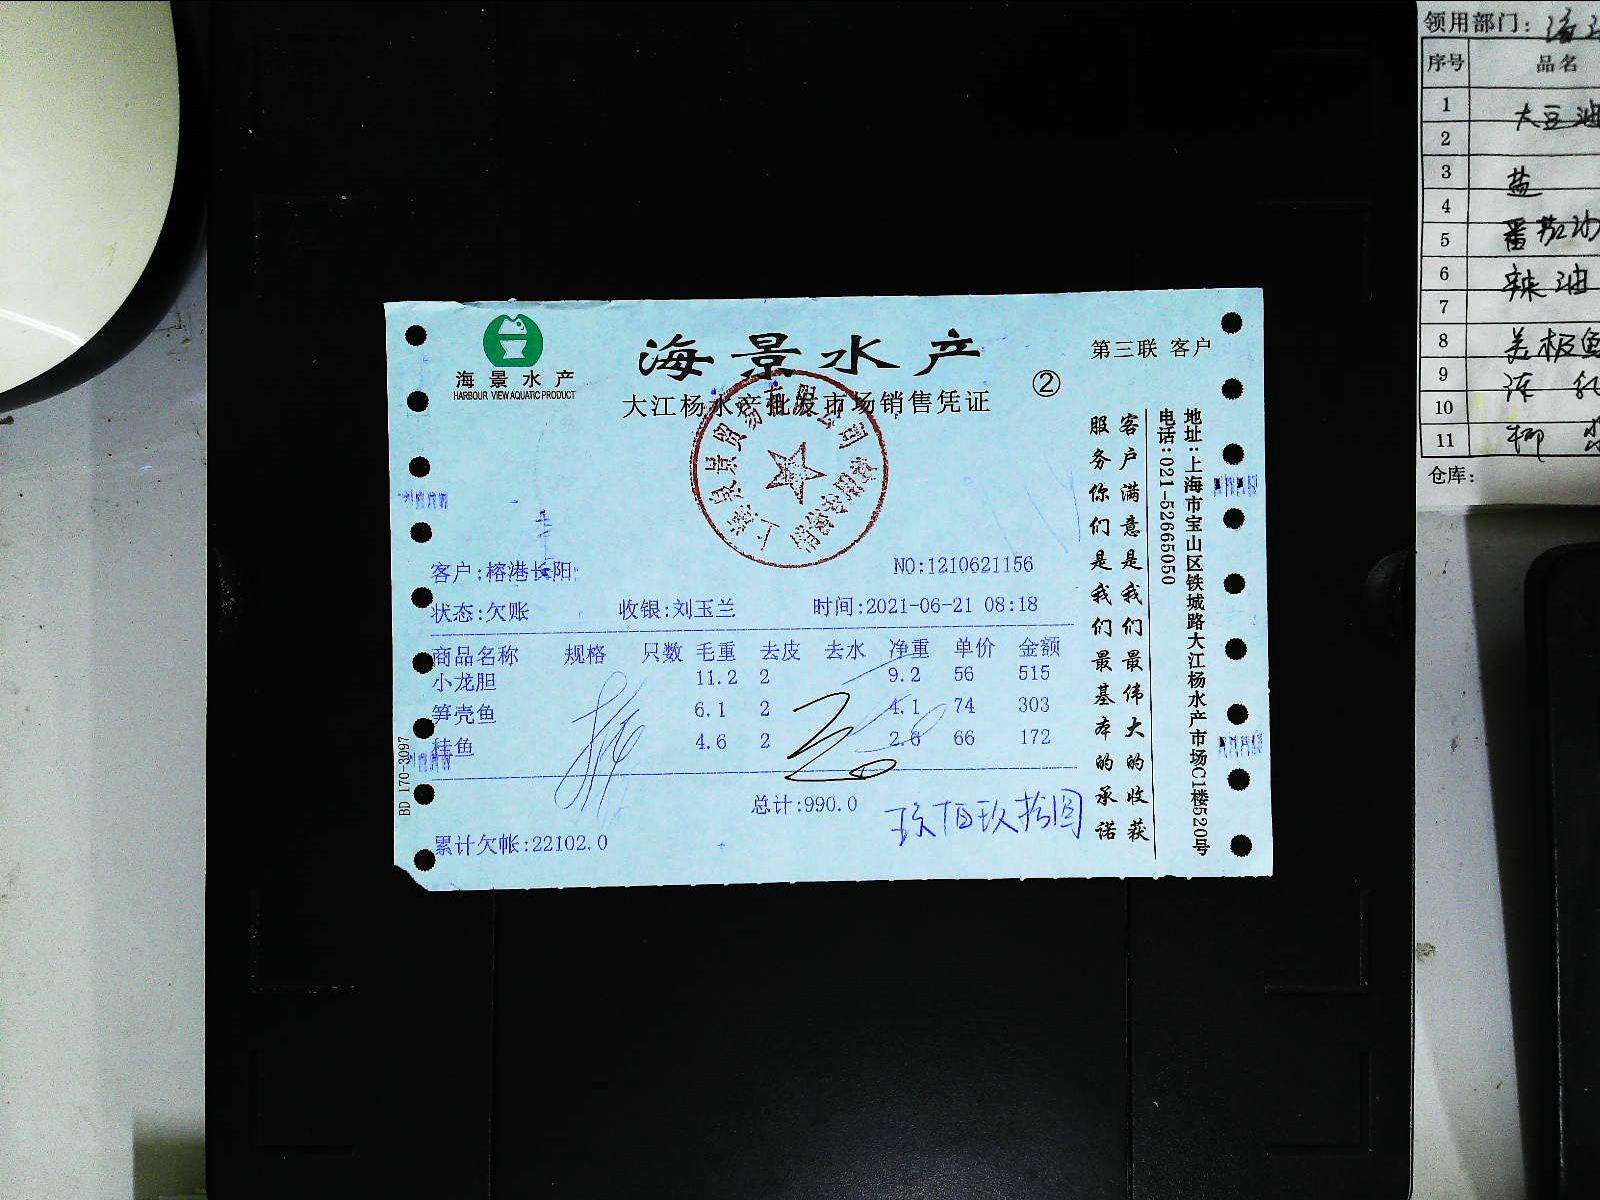 海景水产
HARBOUR VIEW AQUATIC PRODUCT
海景水产
大江杨水产批发市场销售凭证
②
第三联 客户
客户:榕港长阳
NO:1210621156
状态:欠账 收银:刘玉兰 时间:2021-06-21 08:18
商品名称 规格 只数 毛重 去皮 去水 净重 单价 金额
小龙胆 11.2 2 9.2 56 515
笋壳鱼 6.1 2 4.1 74 303
桂鱼 4.6 2 2.6 66 172
总计:990.0
玖佰玖拾圆
累计欠帐:22102.0
BD 170-3097
客户满意是我们最伟大的收获
服务你们是我们最基本的承诺
地址:上海市宝山区铁城路大江杨水产市场C1楼520号
电话:021-52665050
领用部门:
序号 品名
1 大豆油
2
3 盐
4
5
6 辣油
7
8
9
10
11
仓库: